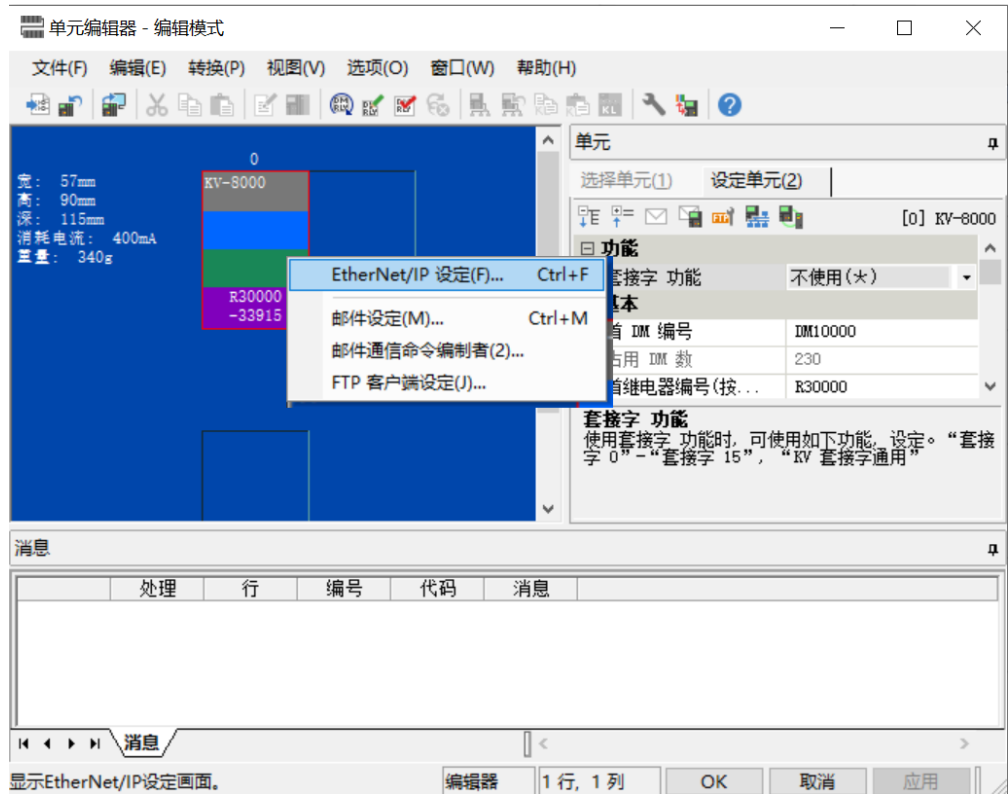 单元编辑器 - 编辑模式
文件(F) 编辑(E) 转换(P) 视图(V) 选项(O) 窗口(W) 帮助(H)
单元
选择单元(1) 设定单元(2)
[0] KV-8000
0
KV-8000
宽: 57mm
高: 90mm
深: 115mm
消耗电流: 400mA
重量: 340g
R30000
-33915
EtherNet/IP 设定(F)... Ctrl+F
邮件设定(M)... Ctrl+M
邮件通信命令编制者(2)...
FTP 客户端设定(J)...
功能
套接字 功能 不使用(*)
基本
首 DM 编号 DM10000
占用 DM 数 230
首继电器编号(按... R30000
套接字 功能
使用套接字 功能时, 可使用如下功能, 设定。“套接
字 0”-“套接字 15”, “KV 套接字通用”
消息
处理 行 编号 代码 消息
消息
显示EtherNet/IP设定画面。 编辑器 1 行, 1 列 OK 取消 应用